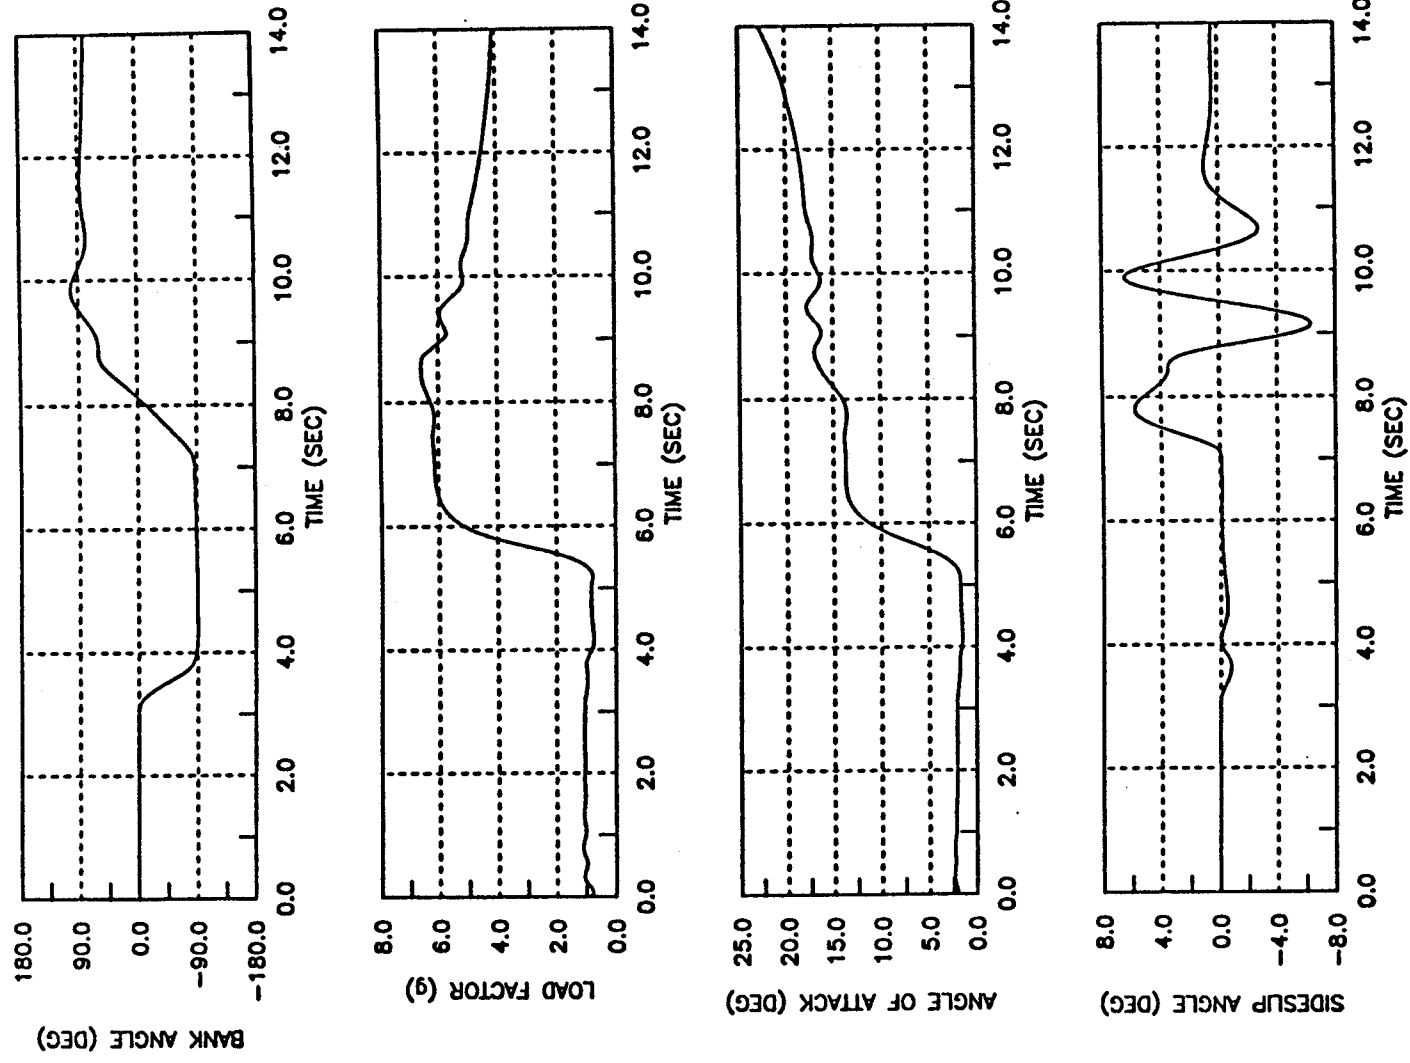 BANK ANGLE (DEG)
180.0
90.0
0.0
-90.0
-180.0
0.0 2.0 4.0 6.0 8.0 10.0 12.0 14.0
TIME (SEC)
LOAD FACTOR (g)
8.0
6.0
4.0
2.0
0.0
0.0 2.0 4.0 6.0 8.0 10.0 12.0 14.0
TIME (SEC)
ANGLE OF ATTACK (DEG)
25.0
20.0
15.0
10.0
5.0
0.0
0.0 2.0 4.0 6.0 8.0 10.0 12.0 14.0
TIME (SEC)
SIDESLIP ANGLE (DEG)
8.0
4.0
0.0
-4.0
-8.0
0.0 2.0 4.0 6.0 8.0 10.0 12.0 14.0
TIME (SEC)